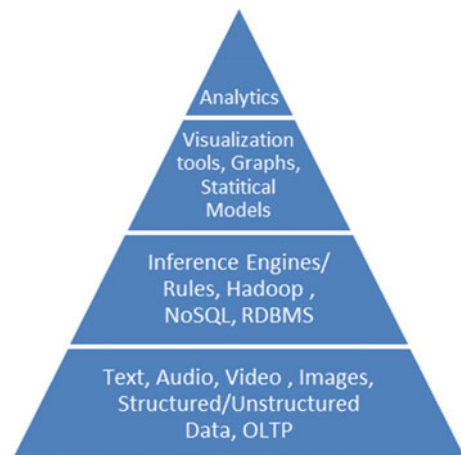 Analytics
Visualization
tools, Graphs,
Statitical
Models
Inference Engines/
Rules, Hadoop ,
NoSQL, RDBMS
Text, Audio, Video , Images,
Structured/Unstructured
Data, OLTP